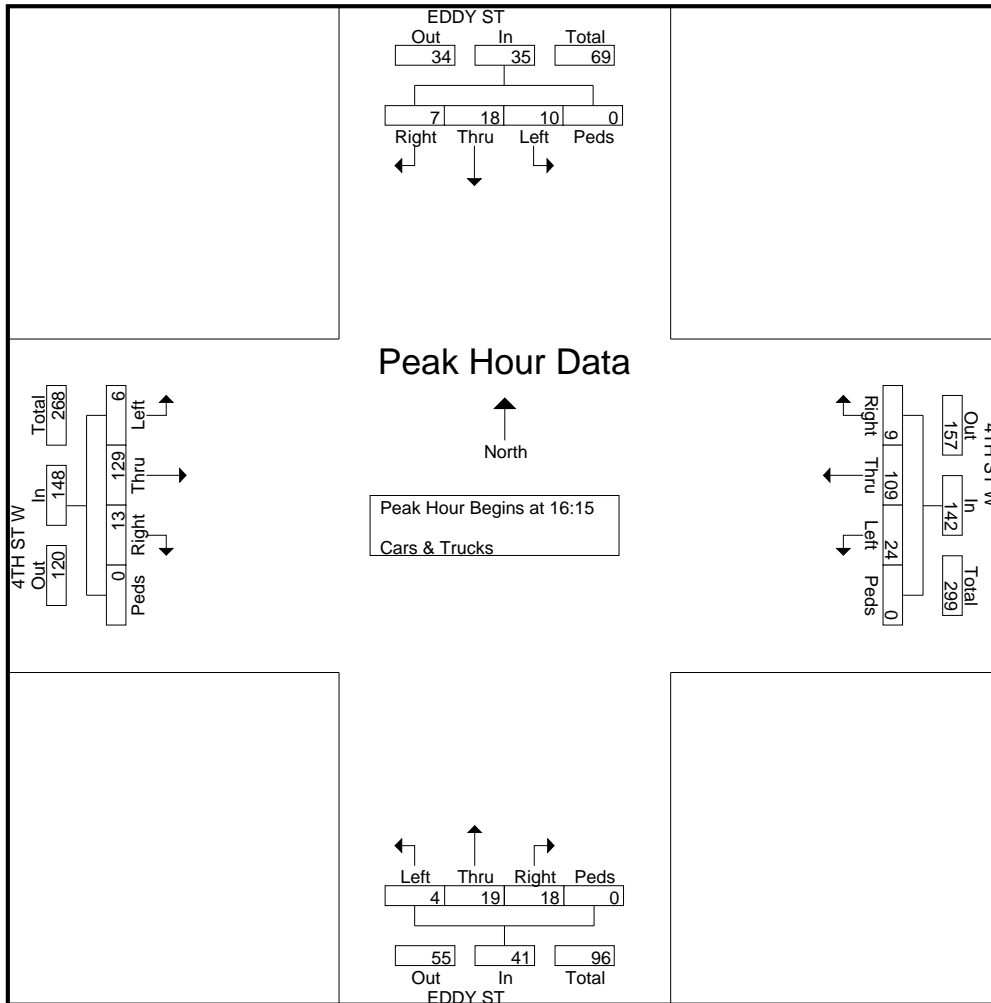 EDDY ST
Out In Total
34 35 69
7 18 10 0
Right Thru Left Peds
Peak Hour Data
North
Peak Hour Begins at 16:15
Cars & Trucks
4TH ST W
Out In Total
120 148 268
0 13 129 6
Peds Right Thru Left
4TH ST W
Out In Total
157 142 299
9 109 24 0
Right Thru Left Peds
Left Thru Right Peds
4 19 18 0
55 41 96
Out In Total
EDDY ST